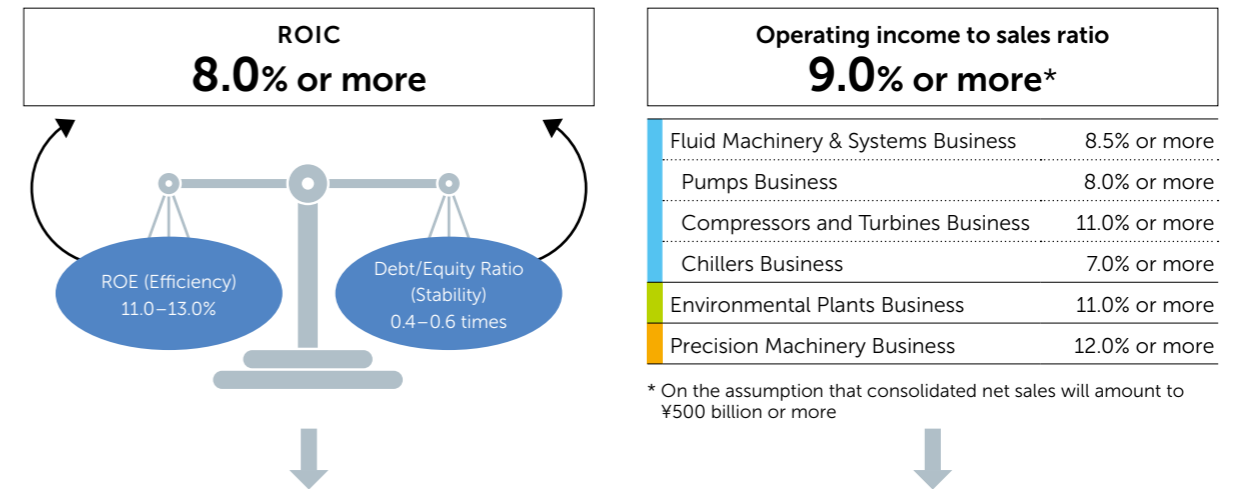 ROIC
8.0% or more
ROE (Efficiency)
11.0–13.0%
Debt/Equity Ratio
(Stability)
0.4–0.6 times
Operating income to sales ratio
9.0% or more*
Fluid Machinery & Systems Business 8.5% or more
Pumps Business 8.0% or more
Compressors and Turbines Business 11.0% or more
Chillers Business 7.0% or more
Environmental Plants Business 11.0% or more
Precision Machinery Business 12.0% or more
* On the assumption that consolidated net sales will amount to
¥500 billion or more